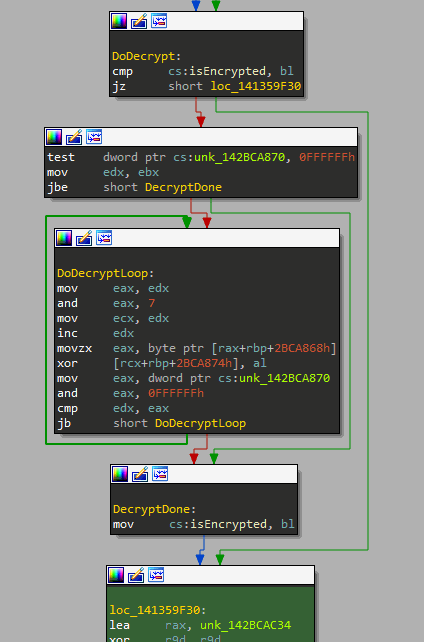 DoDecrypt:
cmp cs:isEncrypted, bl
jz short loc_141359F30
test dword ptr cs:unk_142BCA870, 0FFFFFFh
mov edx, ebx
jbe short DecryptDone
DoDecryptLoop:
mov eax, edx
and eax, 7
mov ecx, edx
inc edx
movzx eax, byte ptr [rax+rbp+2BCA868h]
xor [rcx+rbp+2BCA874h], al
mov eax, dword ptr cs:unk_142BCA870
and eax, 0FFFFFFh
cmp edx, eax
jb short DoDecryptLoop
DecryptDone:
mov cs:isEncrypted, bl
loc_141359F30:
lea rax, unk_142BCAC34
xor r9d, r9d